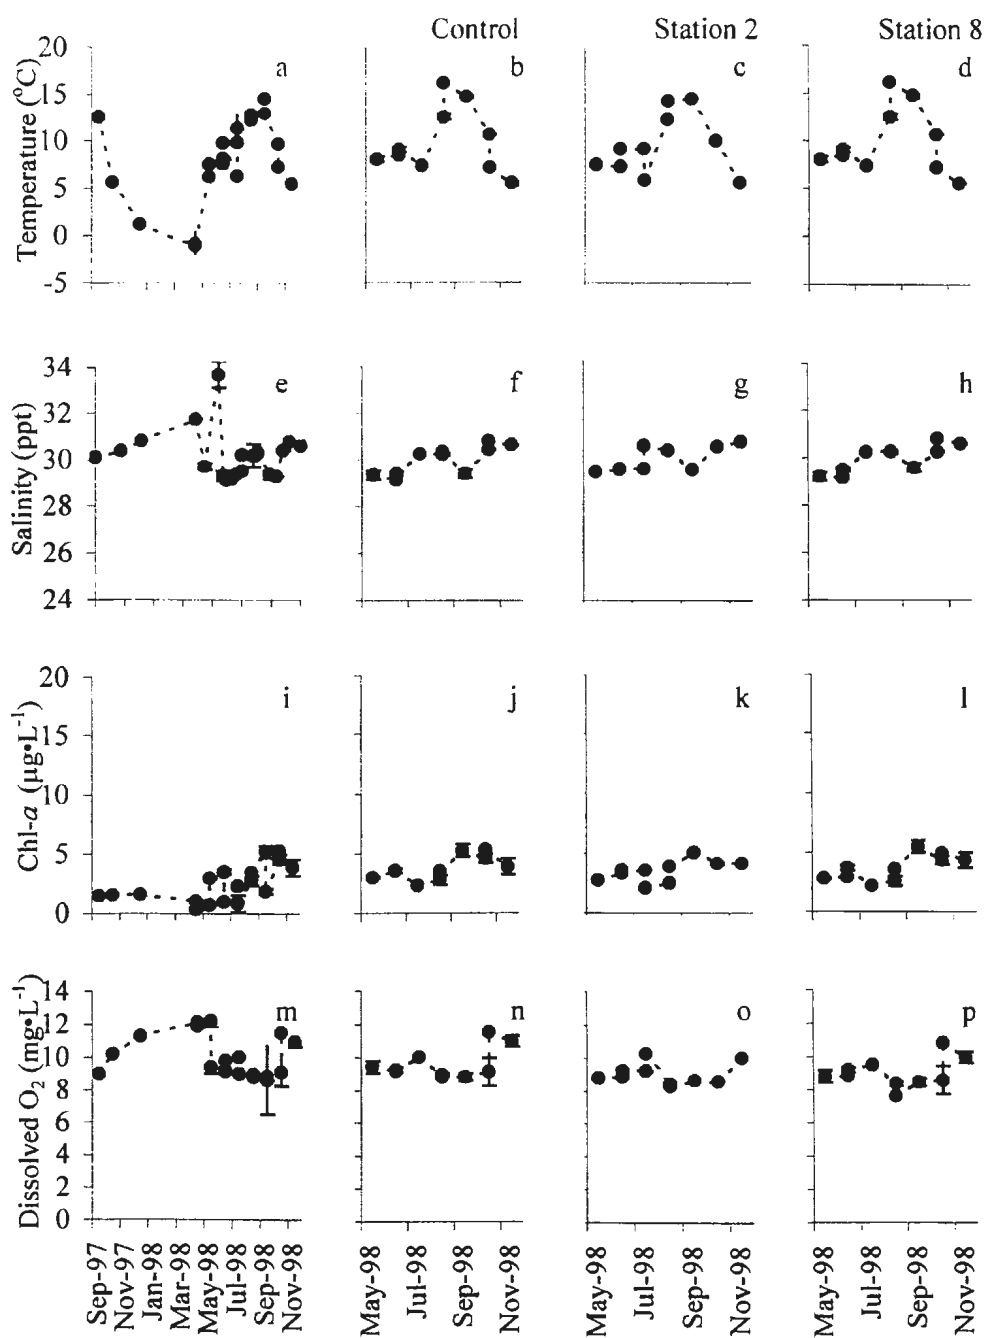 Control Station 2 Station 8
Temperature (°C)
20
15
10
5
0
-5
a b c d
Salinity (ppt)
34
32
30
28
26
24
e f g h
Chl-a (µg•L⁻¹)
20
15
10
5
0
i j k l
Dissolved O₂ (mg•L⁻¹)
14
12
10
8
6
4
2
0
m n o p
Sep-97
Nov-97
Jan-98
Mar-98
May-98
Jul-98
Sep-98
Nov-98
May-98
Jul-98
Sep-98
Nov-98
May-98
Jul-98
Sep-98
Nov-98
May-98
Jul-98
Sep-98
Nov-98